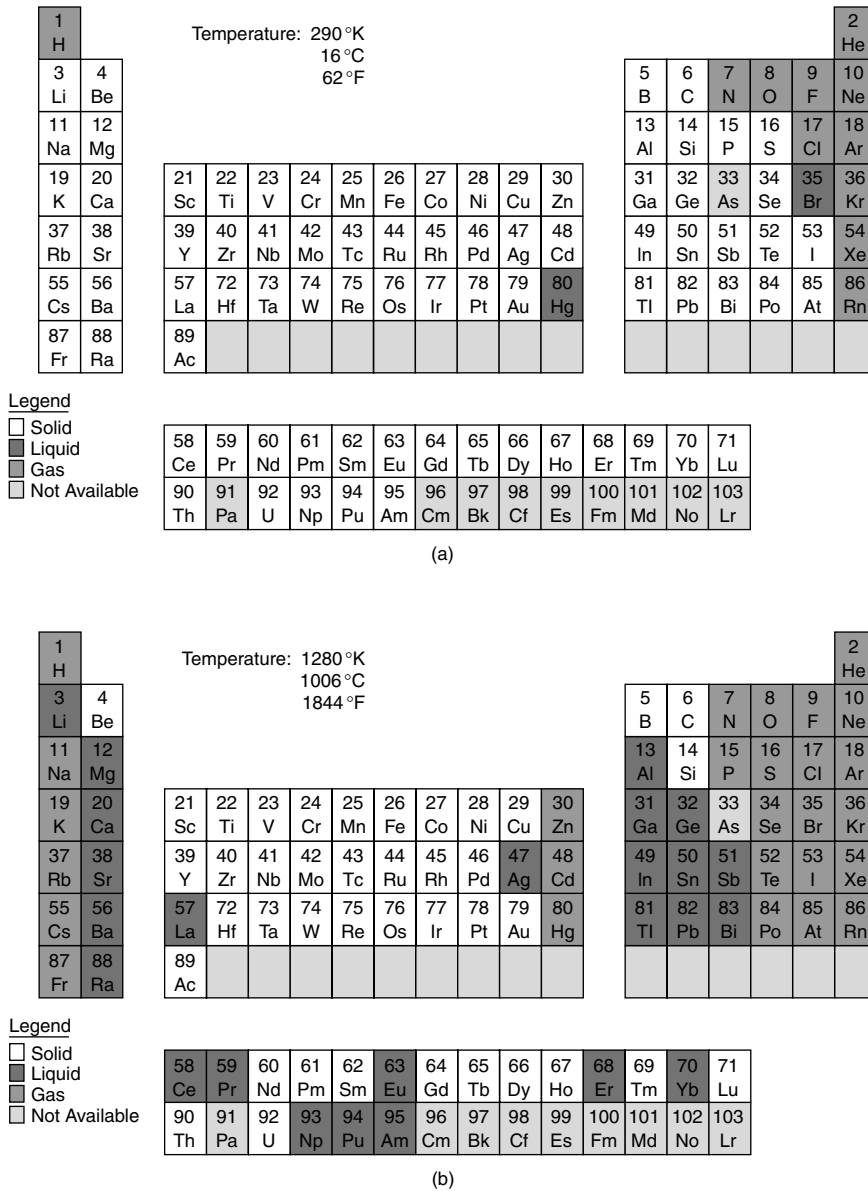 1 2
H Temperature: 290 °K He
3 4 16 °C 5 6 7 8 9 10
Li Be 62 °F B C N O F Ne
11 12 13 14 15 16 17 18
Na Mg Al Si P S Cl Ar
19 20 21 22 23 24 25 26 27 28 29 30 31 32 33 34 35 36
K Ca Sc Ti V Cr Mn Fe Co Ni Cu Zn Ga Ge As Se Br Kr
37 38 39 40 41 42 43 44 45 46 47 48 49 50 51 52 53 54
Rb Sr Y Zr Nb Mo Tc Ru Rh Pd Ag Cd In Sn Sb Te I Xe
55 56 57 72 73 74 75 76 77 78 79 80 81 82 83 84 85 86
Cs Ba La Hf Ta W Re Os Ir Pt Au Hg Tl Pb Bi Po At Rn
87 88 89
Fr Ra Ac
Legend
Solid
Liquid
Gas
Not Available
58 59 60 61 62 63 64 65 66 67 68 69 70 71
Ce Pr Nd Pm Sm Eu Gd Tb Dy Ho Er Tm Yb Lu
90 91 92 93 94 95 96 97 98 99 100 101 102 103
Th Pa U Np Pu Am Cm Bk Cf Es Fm Md No Lr
(a)
1 2
H Temperature: 1280 °K He
3 4 1006 °C 5 6 7 8 9 10
Li Be 1844 °F B C N O F Ne
11 12 13 14 15 16 17 18
Na Mg Al Si P S Cl Ar
19 20 21 22 23 24 25 26 27 28 29 30 31 32 33 34 35 36
K Ca Sc Ti V Cr Mn Fe Co Ni Cu Zn Ga Ge As Se Br Kr
37 38 39 40 41 42 43 44 45 46 47 48 49 50 51 52 53 54
Rb Sr Y Zr Nb Mo Tc Ru Rh Pd Ag Cd In Sn Sb Te I Xe
55 56 57 72 73 74 75 76 77 78 79 80 81 82 83 84 85 86
Cs Ba La Hf Ta W Re Os Ir Pt Au Hg Tl Pb Bi Po At Rn
87 88 89
Fr Ra Ac
Legend
Solid
Liquid
Gas
Not Available
58 59 60 61 62 63 64 65 66 67 68 69 70 71
Ce Pr Nd Pm Sm Eu Gd Tb Dy Ho Er Tm Yb Lu
90 91 92 93 94 95 96 97 98 99 100 101 102 103
Th Pa U Np Pu Am Cm Bk Cf Es Fm Md No Lr
(b)